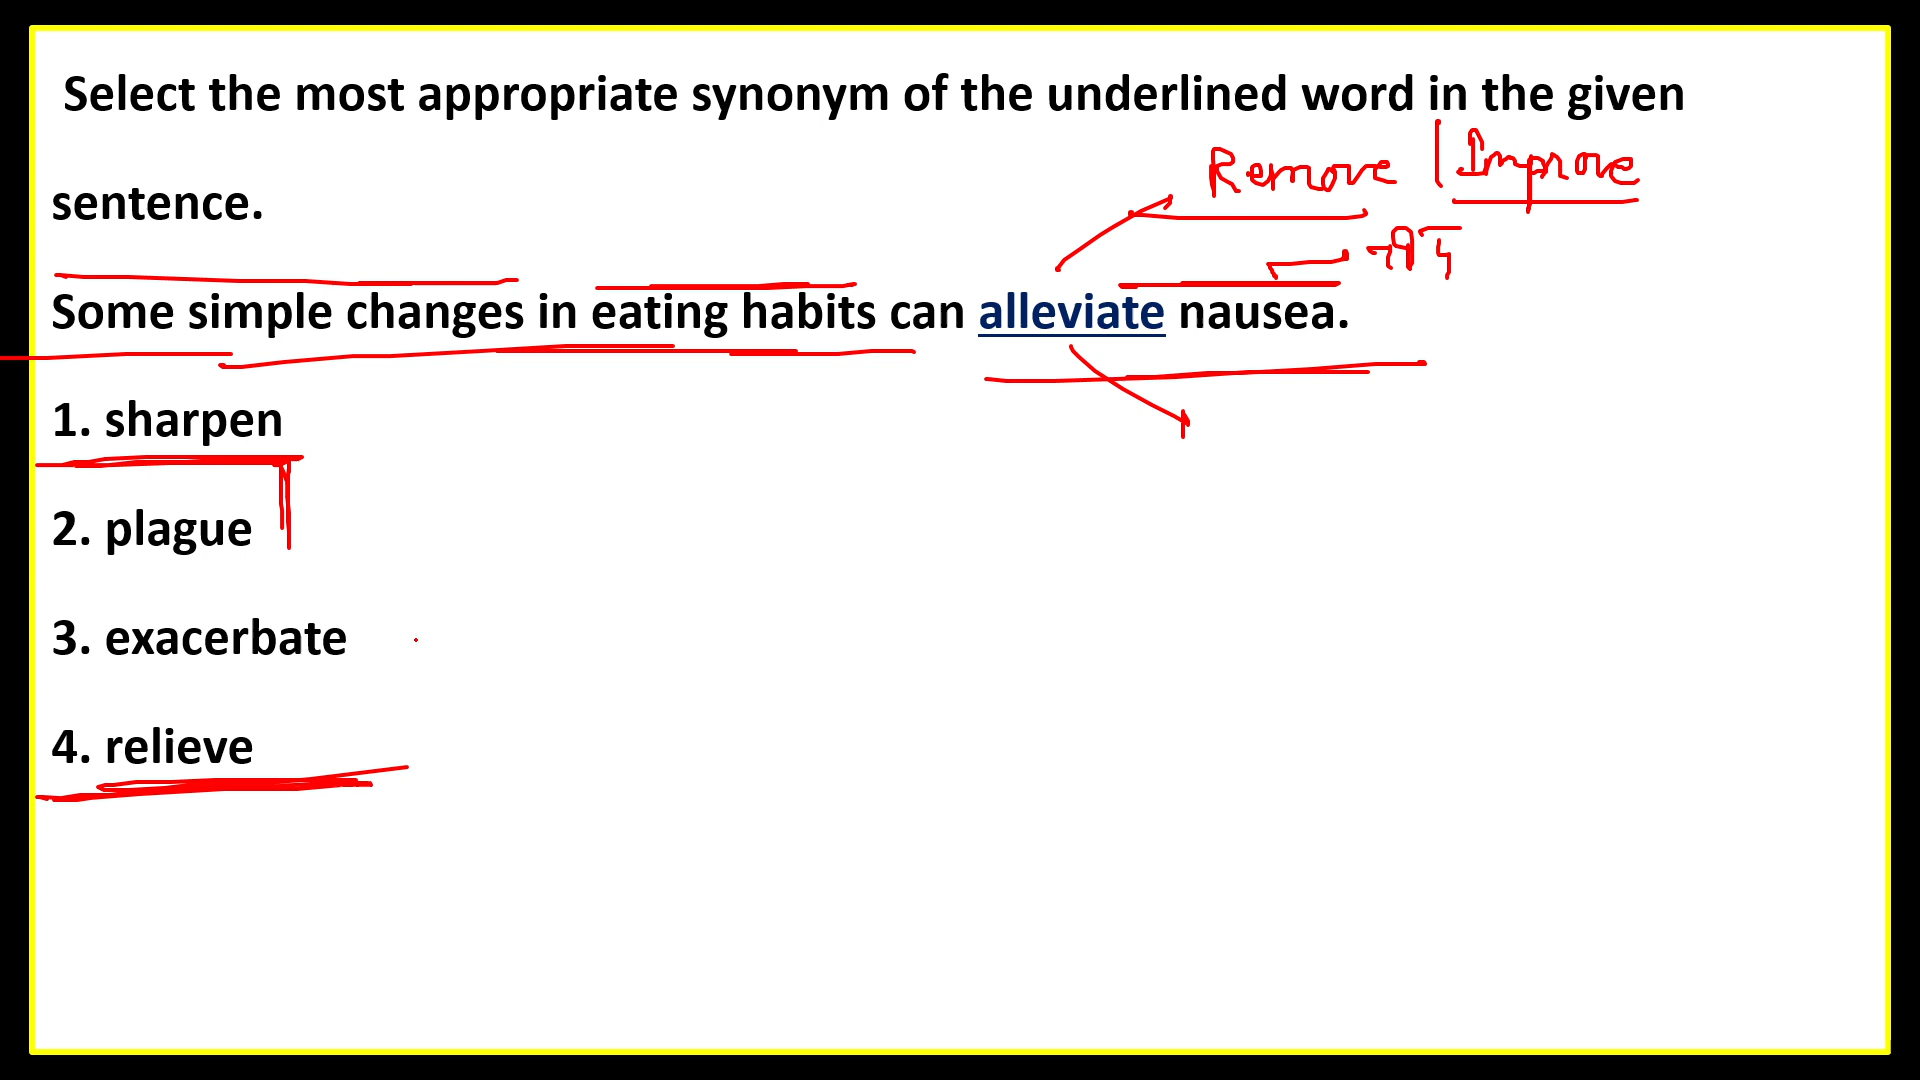 Select the most appropriate synonym of the underlined word in the given
Remove | Improve
sentence.
Some simple changes in eating habits can alleviate nausea.
1. sharpen
2. plague
3. exacerbate
4. relieve